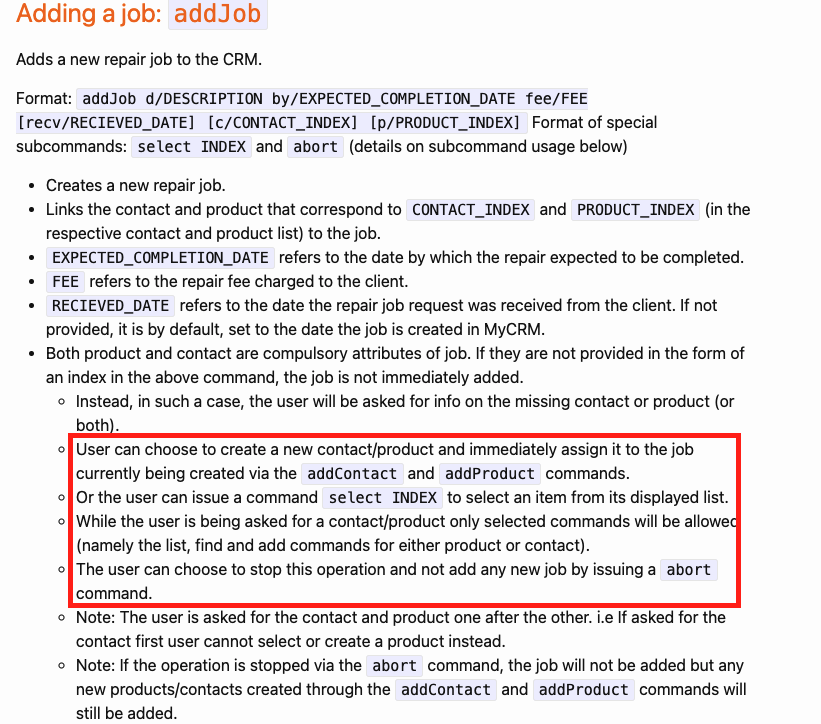 Adding a job: addJob
Adds a new repair job to the CRM.
Format: addJob d/DESCRIPTION by/EXPECTED_COMPLETION_DATE fee/FEE
[recv/RECIEVED_DATE] [c/CONTACT_INDEX] [p/PRODUCT_INDEX] Format of special
subcommands: select INDEX and abort (details on subcommand usage below)
• Creates a new repair job.
• Links the contact and product that correspond to CONTACT_INDEX and PRODUCT_INDEX (in the
respective contact and product list) to the job.
• EXPECTED_COMPLETION_DATE refers to the date by which the repair expected to be completed.
• FEE refers to the repair fee charged to the client.
• RECIEVED_DATE refers to the date the repair job request was received from the client. If not
provided, it is by default, set to the date the job is created in MyCRM.
• Both product and contact are compulsory attributes of job. If they are not provided in the form of
an index in the above command, the job is not immediately added.
◦ Instead, in such a case, the user will be asked for info on the missing contact or product (or
both).
◦ User can choose to create a new contact/product and immediately assign it to the job
currently being created via the addContact and addProduct commands.
◦ Or the user can issue a command select INDEX to select an item from its displayed list.
◦ While the user is being asked for a contact/product only selected commands will be allowed
(namely the list, find and add commands for either product or contact).
◦ The user can choose to stop this operation and not add any new job by issuing a abort
command.
◦ Note: The user is asked for the contact and product one after the other. i.e If asked for the
contact first user cannot select or create a product instead.
◦ Note: If the operation is stopped via the abort command, the job will not be added but any
new products/contacts created through the addContact and addProduct commands will
still be added.